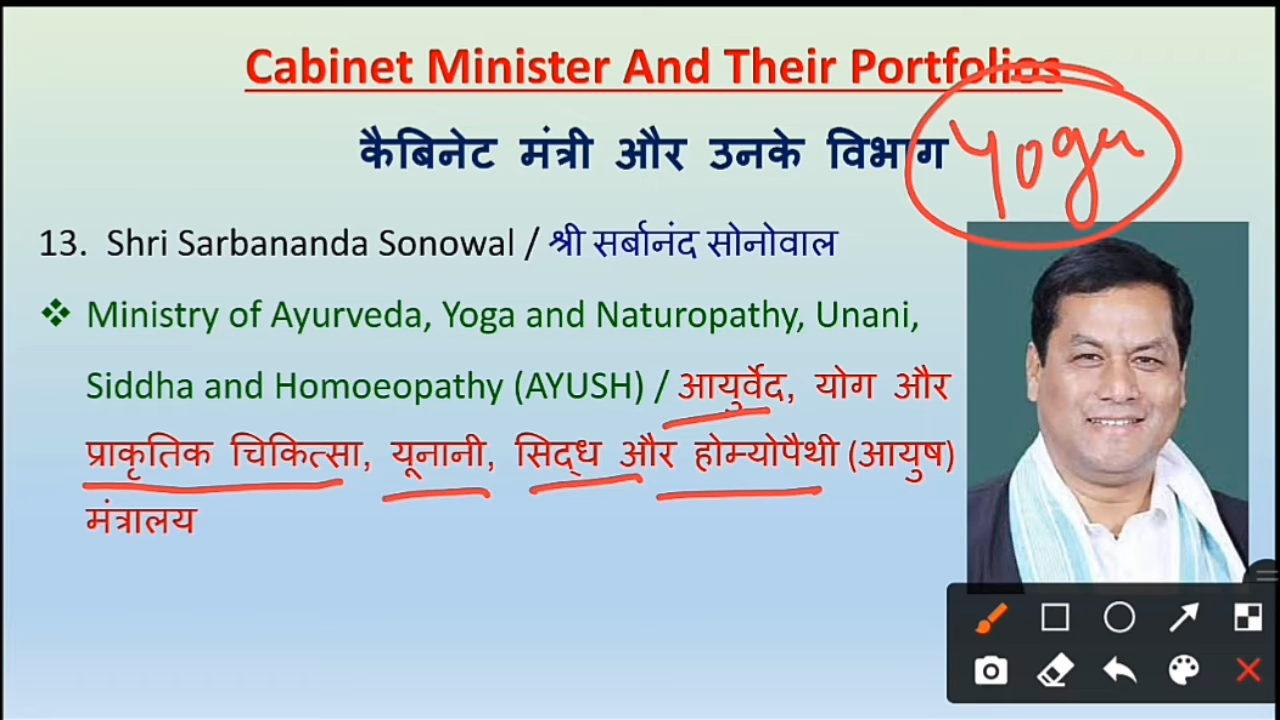 Cabinet Minister And Their Portfolios
कैबिनेट मंत्री और उनके विभाग
Yoga
13. Shri Sarbananda Sonowal / श्री सर्बानंद सोनोवाल
❖ Ministry of Ayurveda, Yoga and Naturopathy, Unani,
Siddha and Homoeopathy (AYUSH) / आयुर्वेद, योग और
प्राकृतिक चिकित्सा, यूनानी, सिद्ध और होम्योपैथी (आयुष)
मंत्रालय